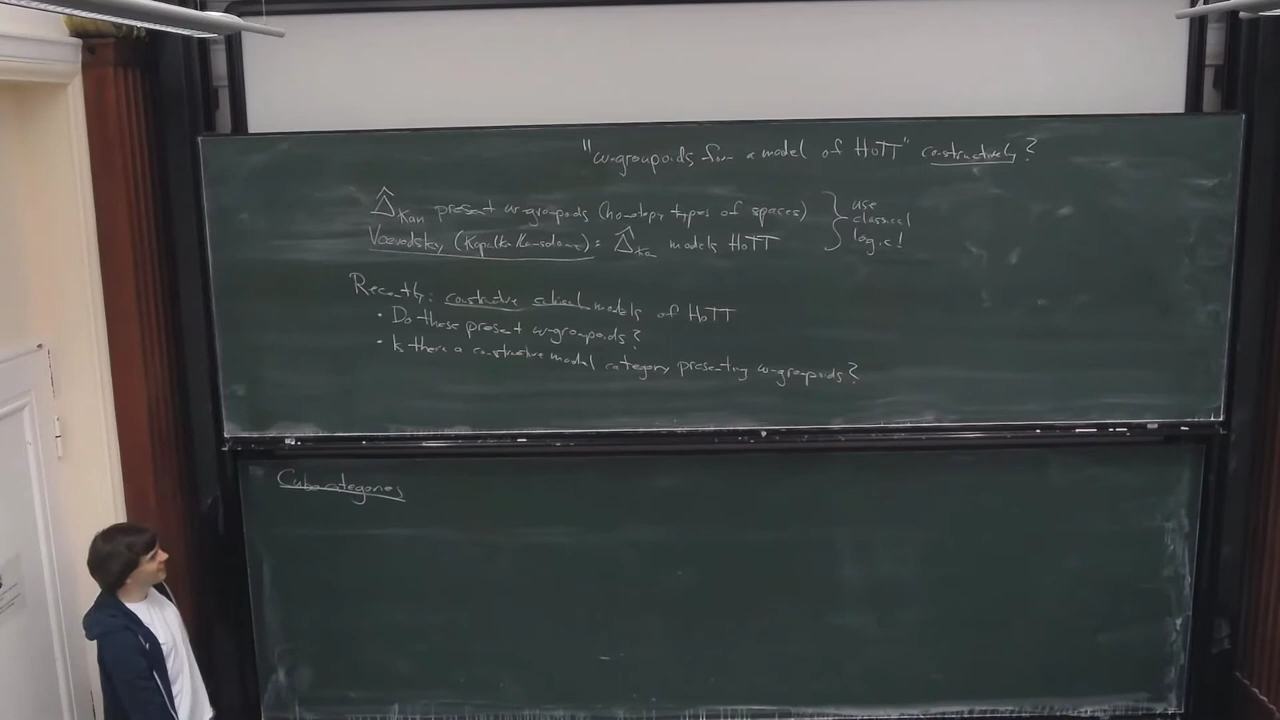 "ω-groupoids form a model of HoTT" constructively?
Δ̂Kan present ω-groupoids (homotopy types of spaces) } use classical logic!
Voevodsky (Kapulkin Lumsdaine): Δ̂Kan models HoTT
Recently: constructive cubical models of HoTT
• Do these present ω-groupoids?
• Is there a constructive model category presenting ω-groupoids?
Cube categories